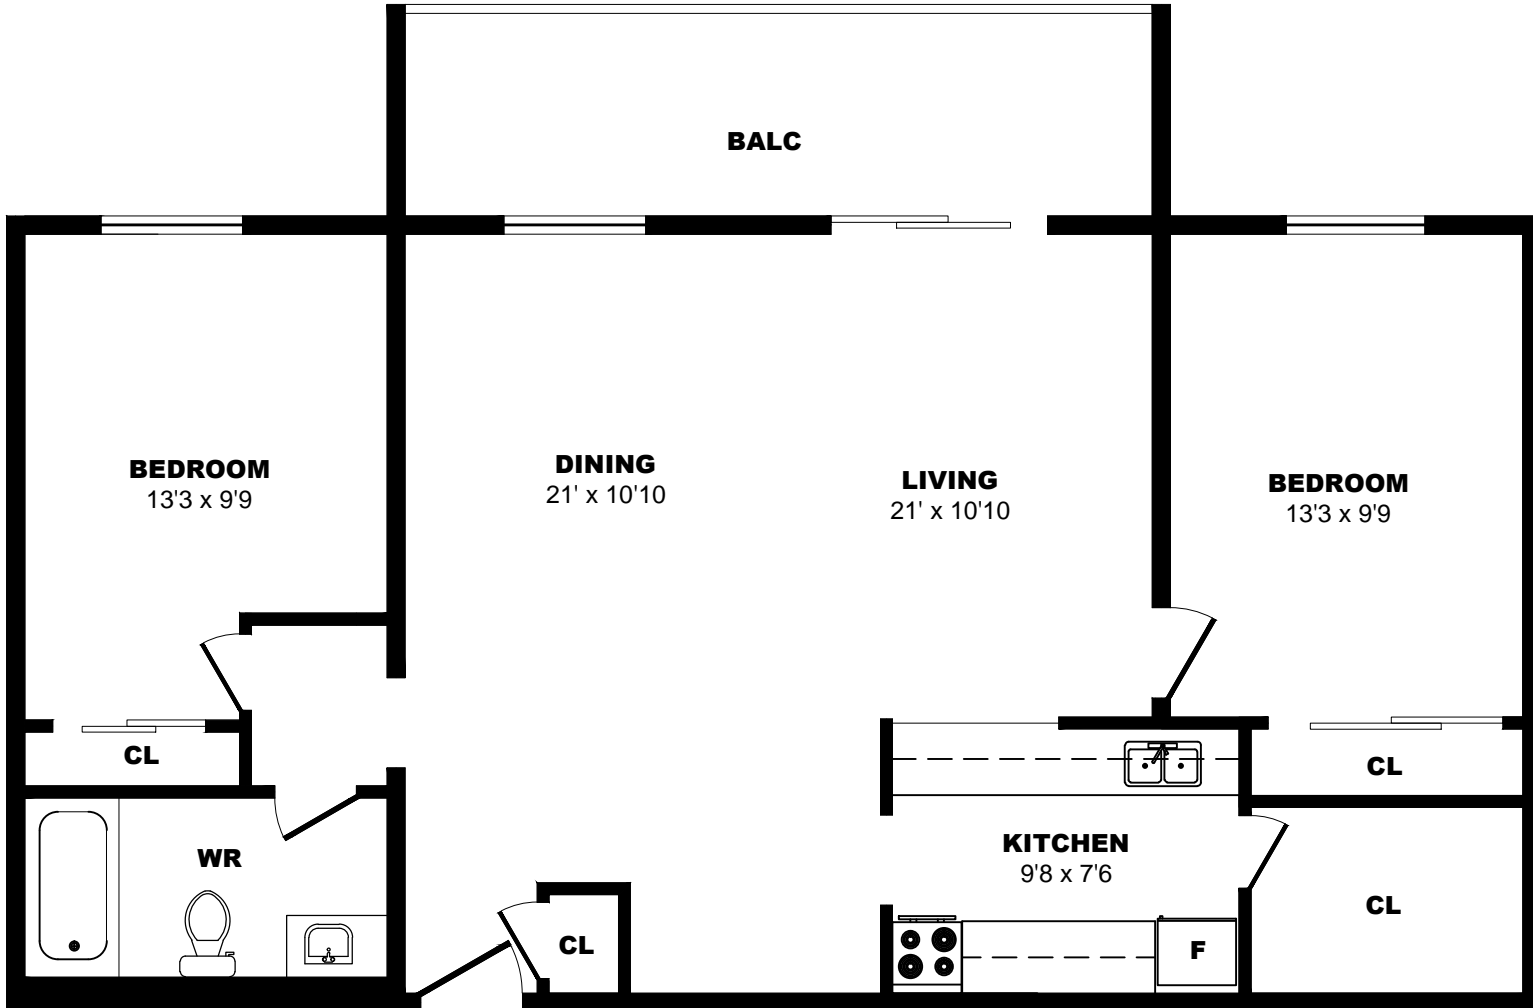 BALC
BEDROOM
13'3 x 9'9
DINING
21' x 10'10
LIVING
21' x 10'10
BEDROOM
13'3 x 9'9
CL
CL
WR
KITCHEN
9'8 x 7'6
CL
CL
F